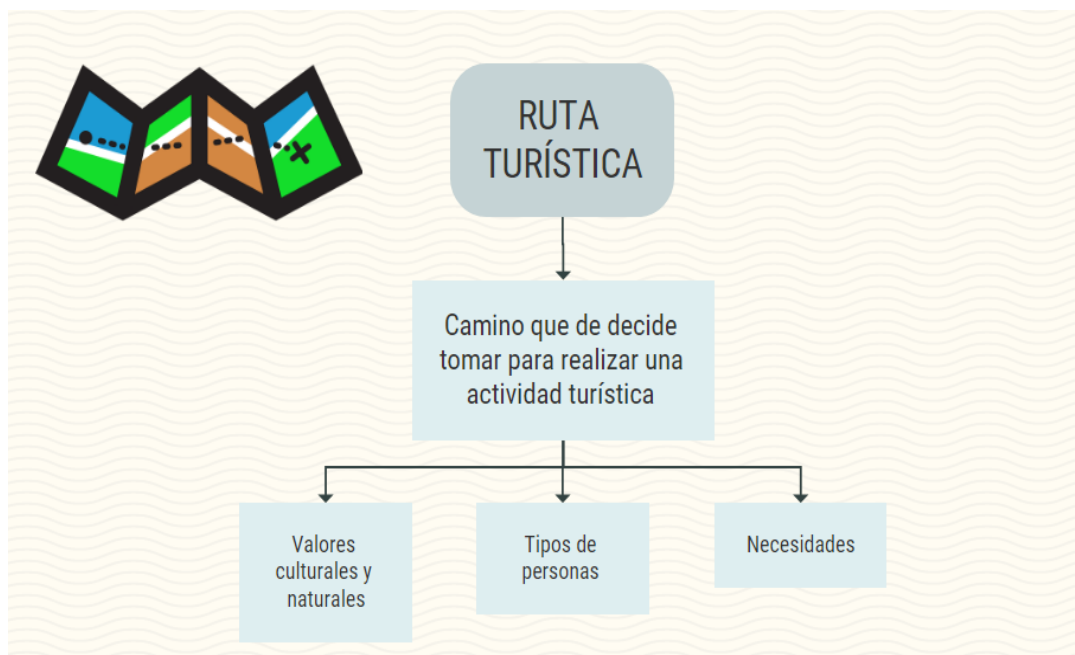 RUTA
TURÍSTICA
Camino que de decide
tomar para realizar una
actividad turística
Valores
culturales y
naturales
Tipos de
personas
Necesidades